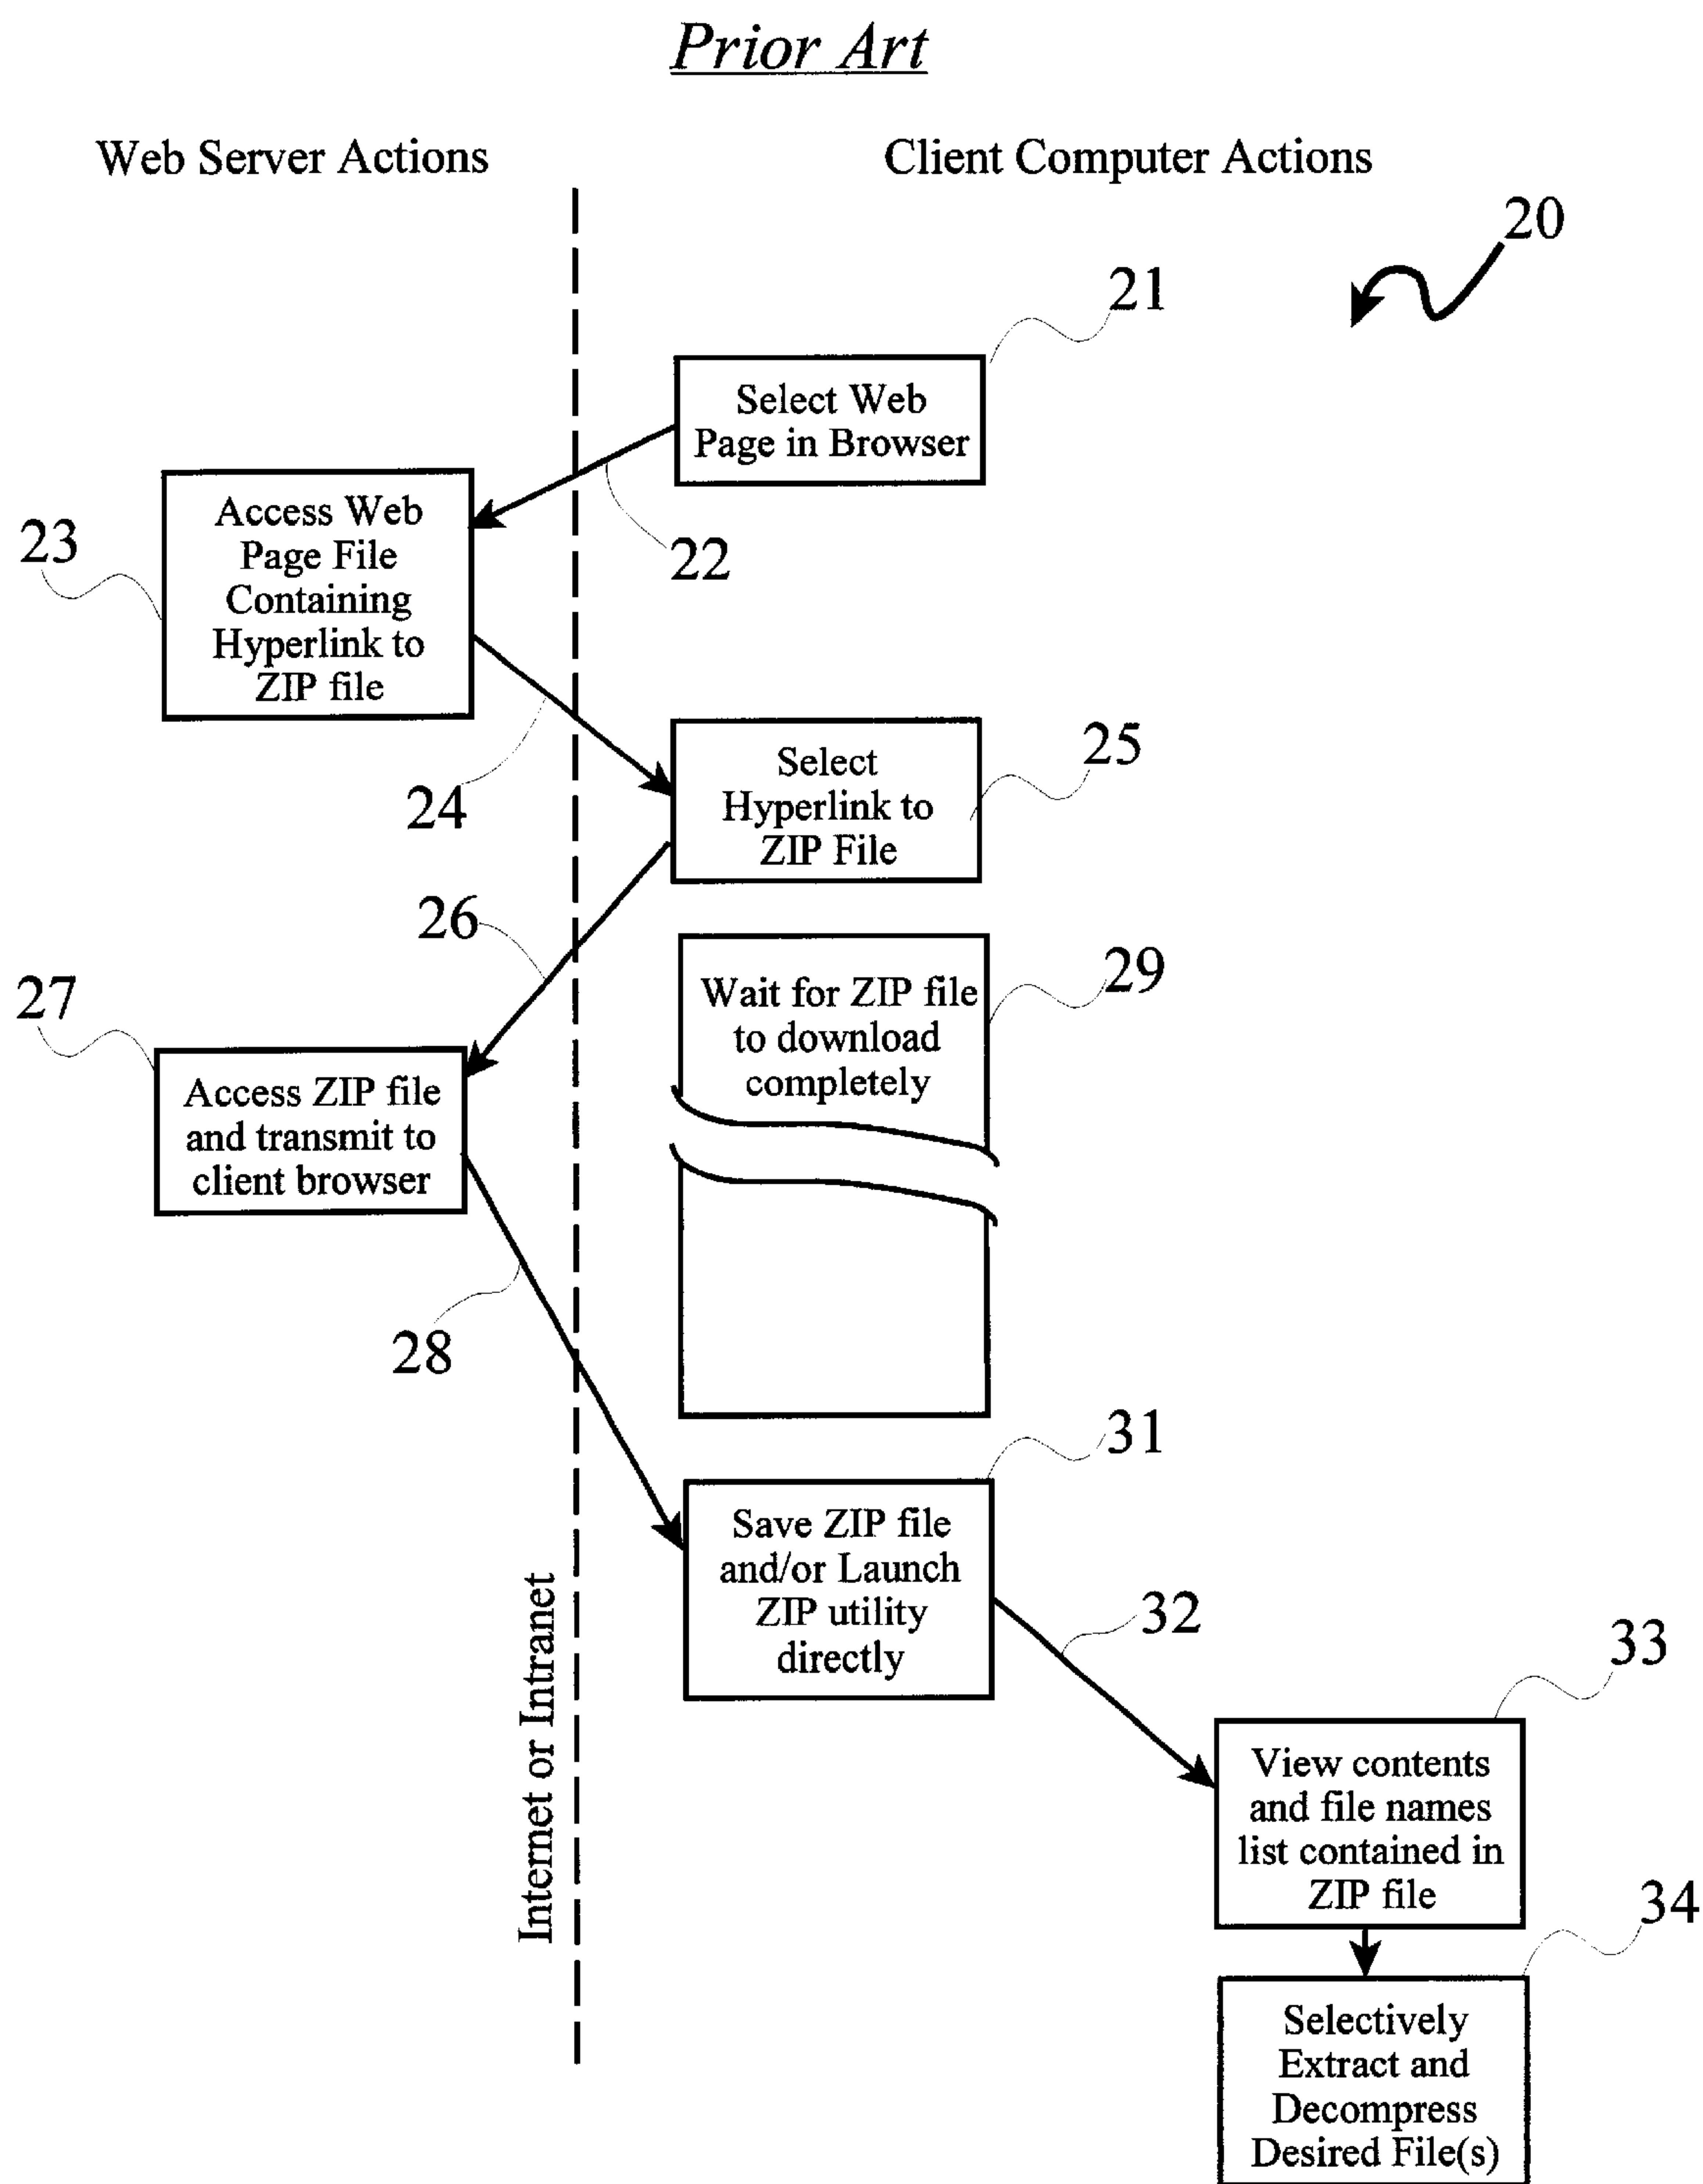 Prior Art
Web Server Actions
Client Computer Actions
20
21
Select Web
Page in Browser
22
23
Access Web
Page File
Containing
Hyperlink to
ZIP file
24
25
Select
Hyperlink to
ZIP File
26
27
Access ZIP file
and transmit to
client browser
28
29
Wait for ZIP file
to download
completely
31
Save ZIP file
and/or Launch
ZIP utility
directly
32
33
View contents
and file names
list contained in
ZIP file
34
Selectively
Extract and
Decompress
Desired File(s)
Internet or Intranet